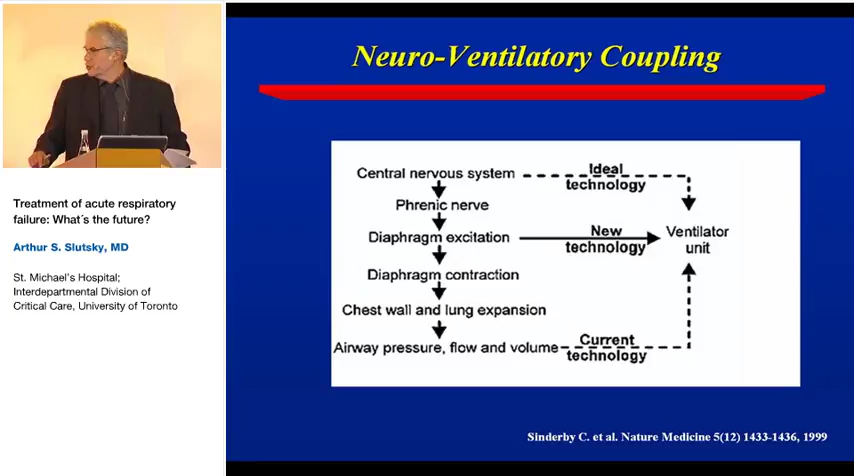 Neuro-Ventilatory Coupling
Treatment of acute respiratory
failure: What´s the future?
Arthur S. Slutsky, MD
St. Michael's Hospital;
Interdepartmental Division of
Critical Care, University of Toronto
Central nervous system
Phrenic nerve
Diaphragm excitation
Diaphragm contraction
Chest wall and lung expansion
Airway pressure, flow and volume
Ideal
technology
New
technology
Current
technology
Ventilator
unit
Sinderby C. et al. Nature Medicine 5(12) 1433-1436, 1999